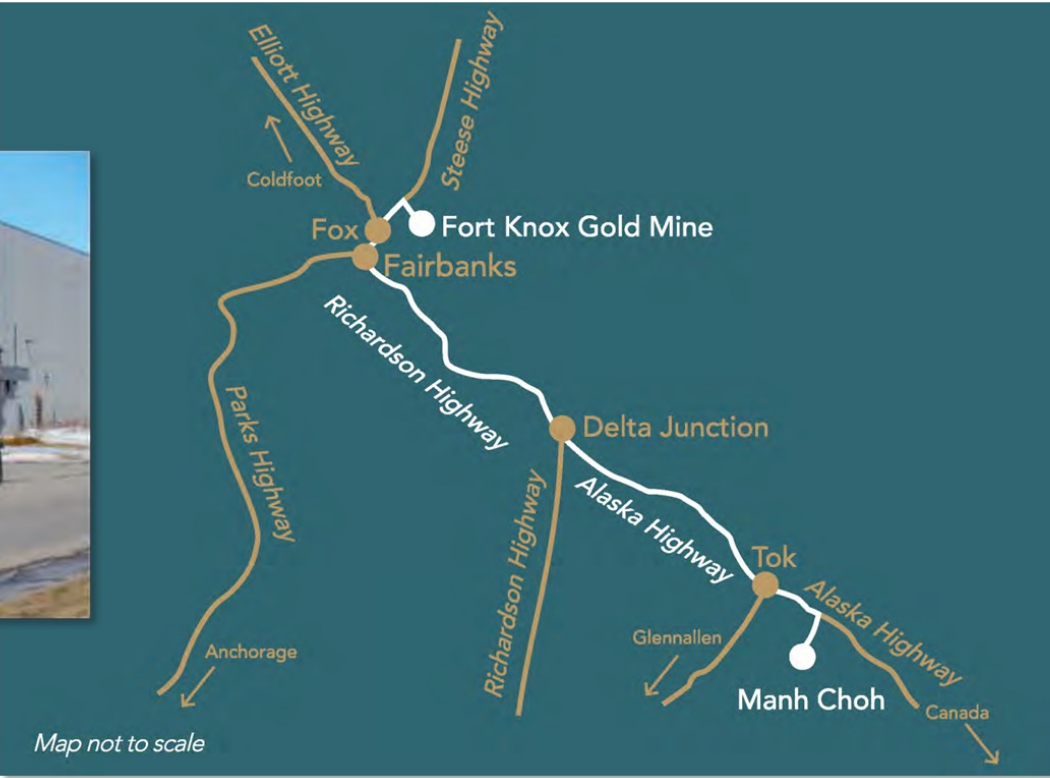 Elliott Highway
Steese Highway
Coldfoot
Fox
Fort Knox Gold Mine
Fairbanks
Richardson Highway
Parks Highway
Delta Junction
Alaska Highway
Richardson Highway
Tok
Alaska Highway
Glennallen
Anchorage
Manh Choh
Canada
Map not to scale